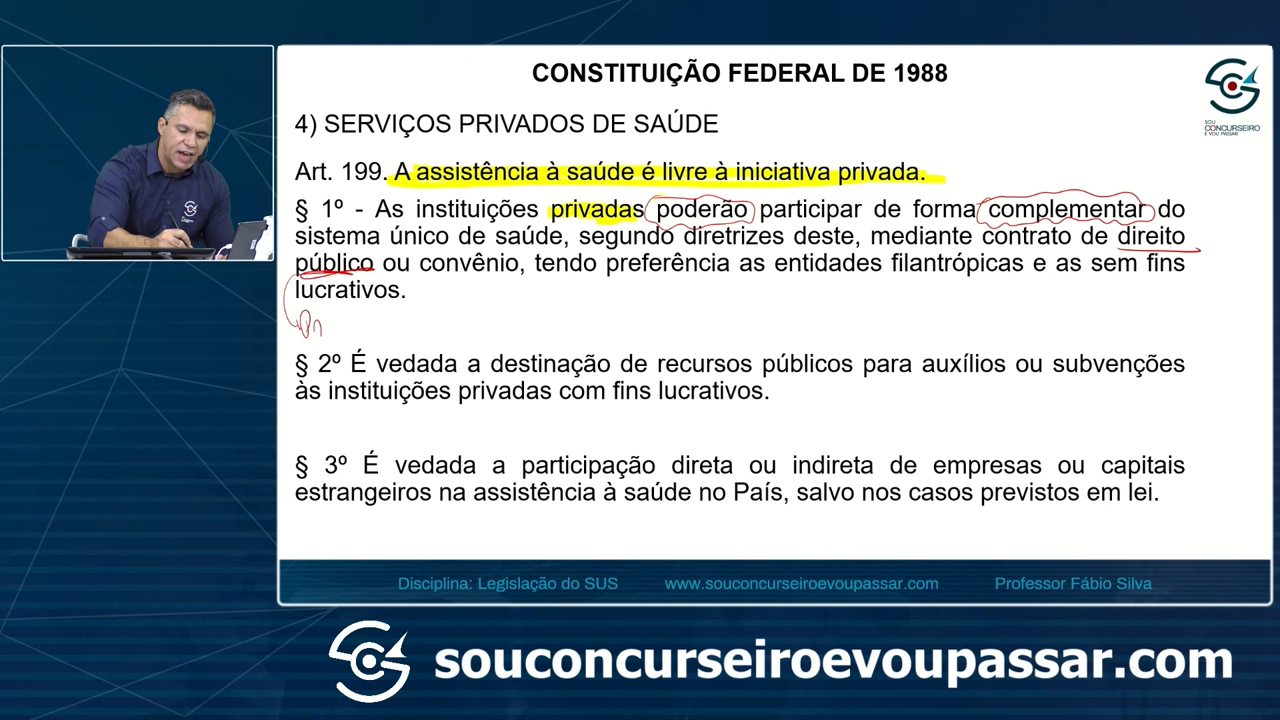 CONSTITUIÇÃO FEDERAL DE 1988
SOU
CONCURSEIRO
E VOU PASSAR
4) SERVIÇOS PRIVADOS DE SAÚDE
Art. 199. A assistência à saúde é livre à iniciativa privada.
§ 1º - As instituições privadas poderão participar de forma complementar do
sistema único de saúde, segundo diretrizes deste, mediante contrato de direito
público ou convênio, tendo preferência as entidades filantrópicas e as sem fins
lucrativos.
§ 2º É vedada a destinação de recursos públicos para auxílios ou subvenções
às instituições privadas com fins lucrativos.
§ 3º É vedada a participação direta ou indireta de empresas ou capitais
estrangeiros na assistência à saúde no País, salvo nos casos previstos em lei.
Disciplina: Legislação do SUS www.souconcurseiroevoupassar.com Professor Fábio Silva
souconcurseiroevoupassar.com